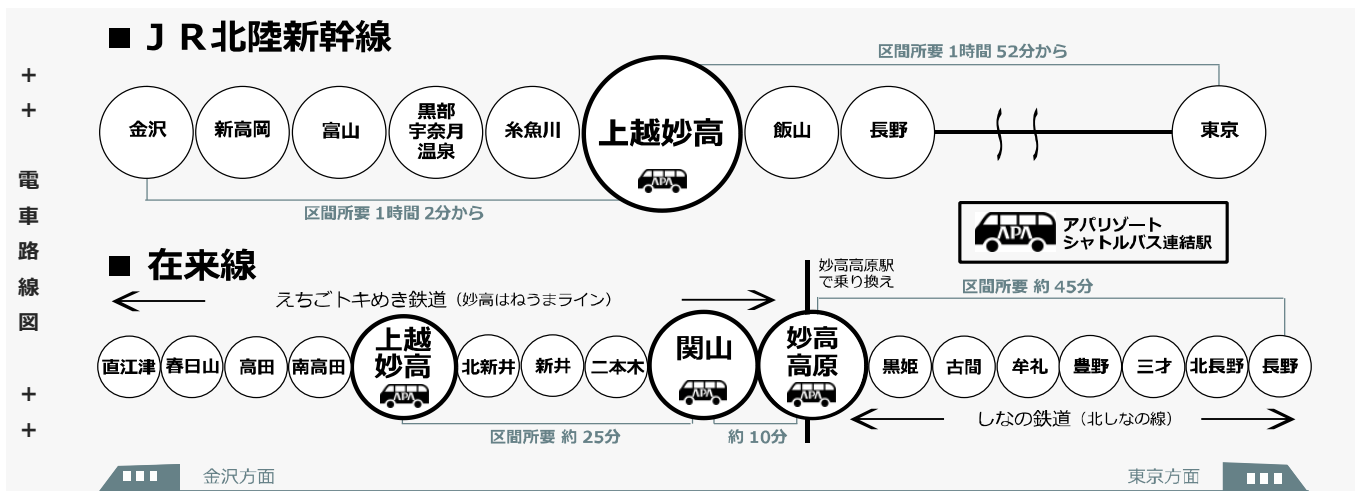 ■ ＪＲ北陸新幹線
区間所要 1時間 52分から
金沢
新高岡
富山
黒部
宇奈月
温泉
糸魚川
上越妙高
APA
飯山
長野
東京
区間所要 1時間 2分から
APA
アパリゾート
シャトルバス連結駅
++
電車路線図
++
■ 在来線
妙高高原駅
で乗り換え
区間所要 約 45分
えちごトキめき鉄道（妙高はねうまライン）
直江津
春日山
高田
南高田
上越
妙高
APA
北新井
新井
二本木
関山
APA
妙高
高原
APA
黒姫
古間
牟礼
豊野
三才
北長野
長野
しなの鉄道（北しなの線）
区間所要 約 25分
約 10分
金沢方面
東京方面